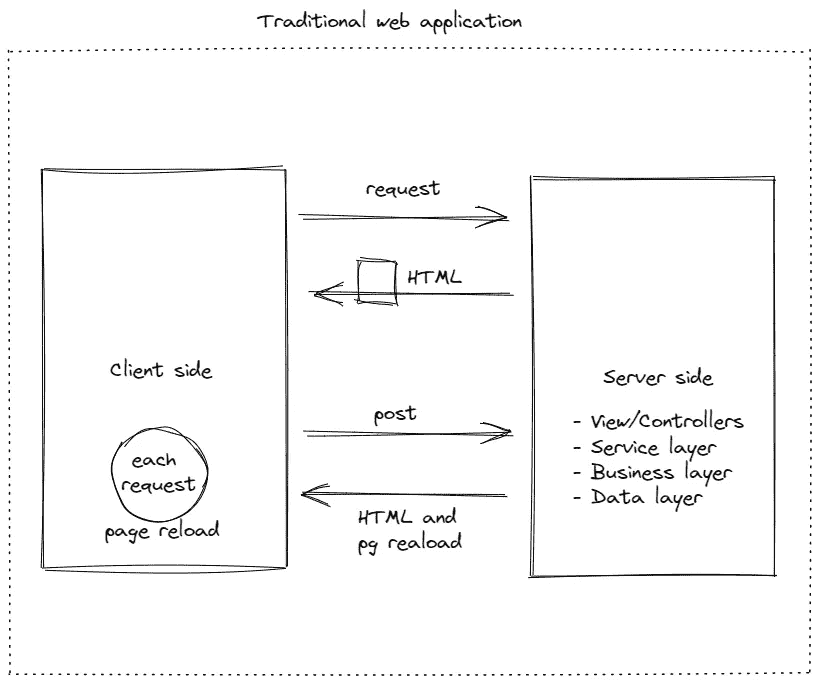 Traditional web application
request
HTML
Client side
each
request
page reload
post
HTML and
pg reaload
Server side
- View/Controllers
- Service layer
- Business layer
- Data layer